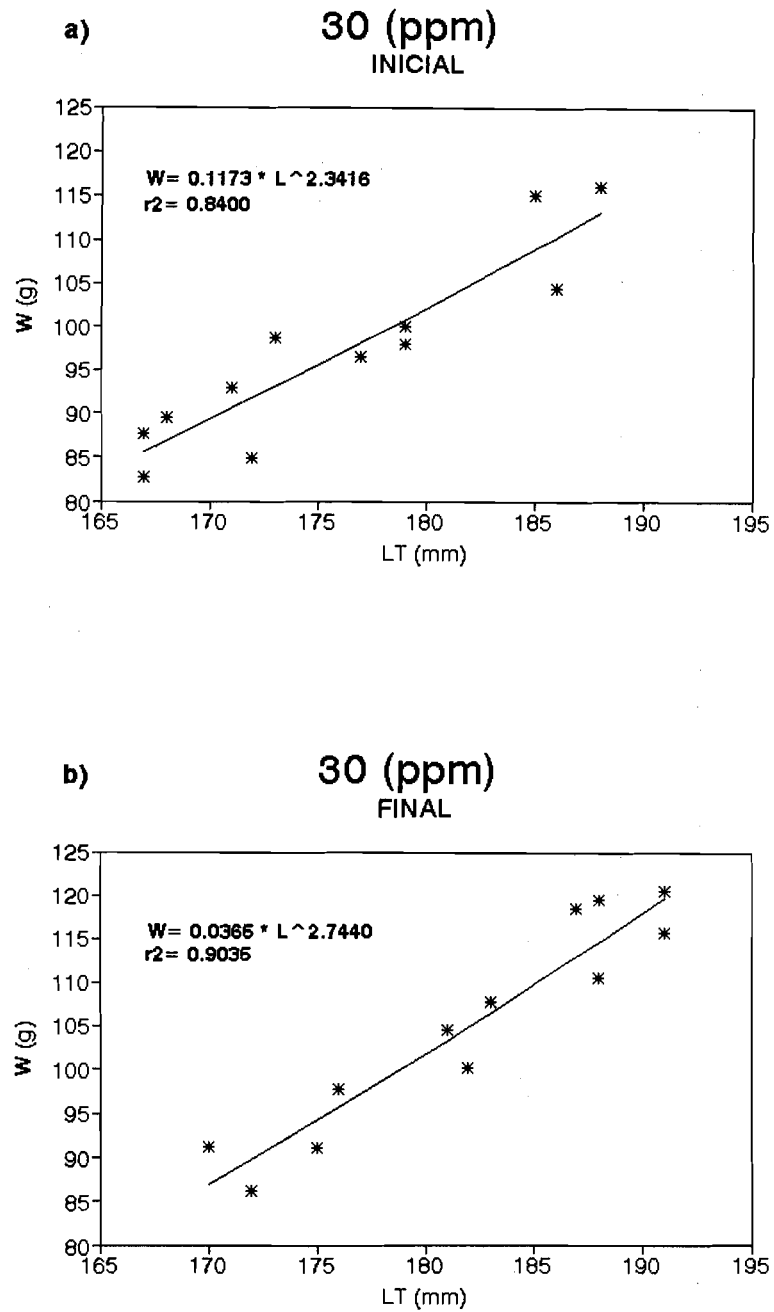 a)
30 (ppm)
INICIAL
125
120
115
110
105
100
95
90
85
80
W (g)
W= 0.1173 * L^2.3416
r2= 0.8400
165 170 175 180 185 190 195
LT (mm)
b)
30 (ppm)
FINAL
125
120
115
110
105
100
95
90
85
80
W (g)
W= 0.0365 * L^2.7440
r2= 0.9035
165 170 175 180 185 190 195
LT (mm)